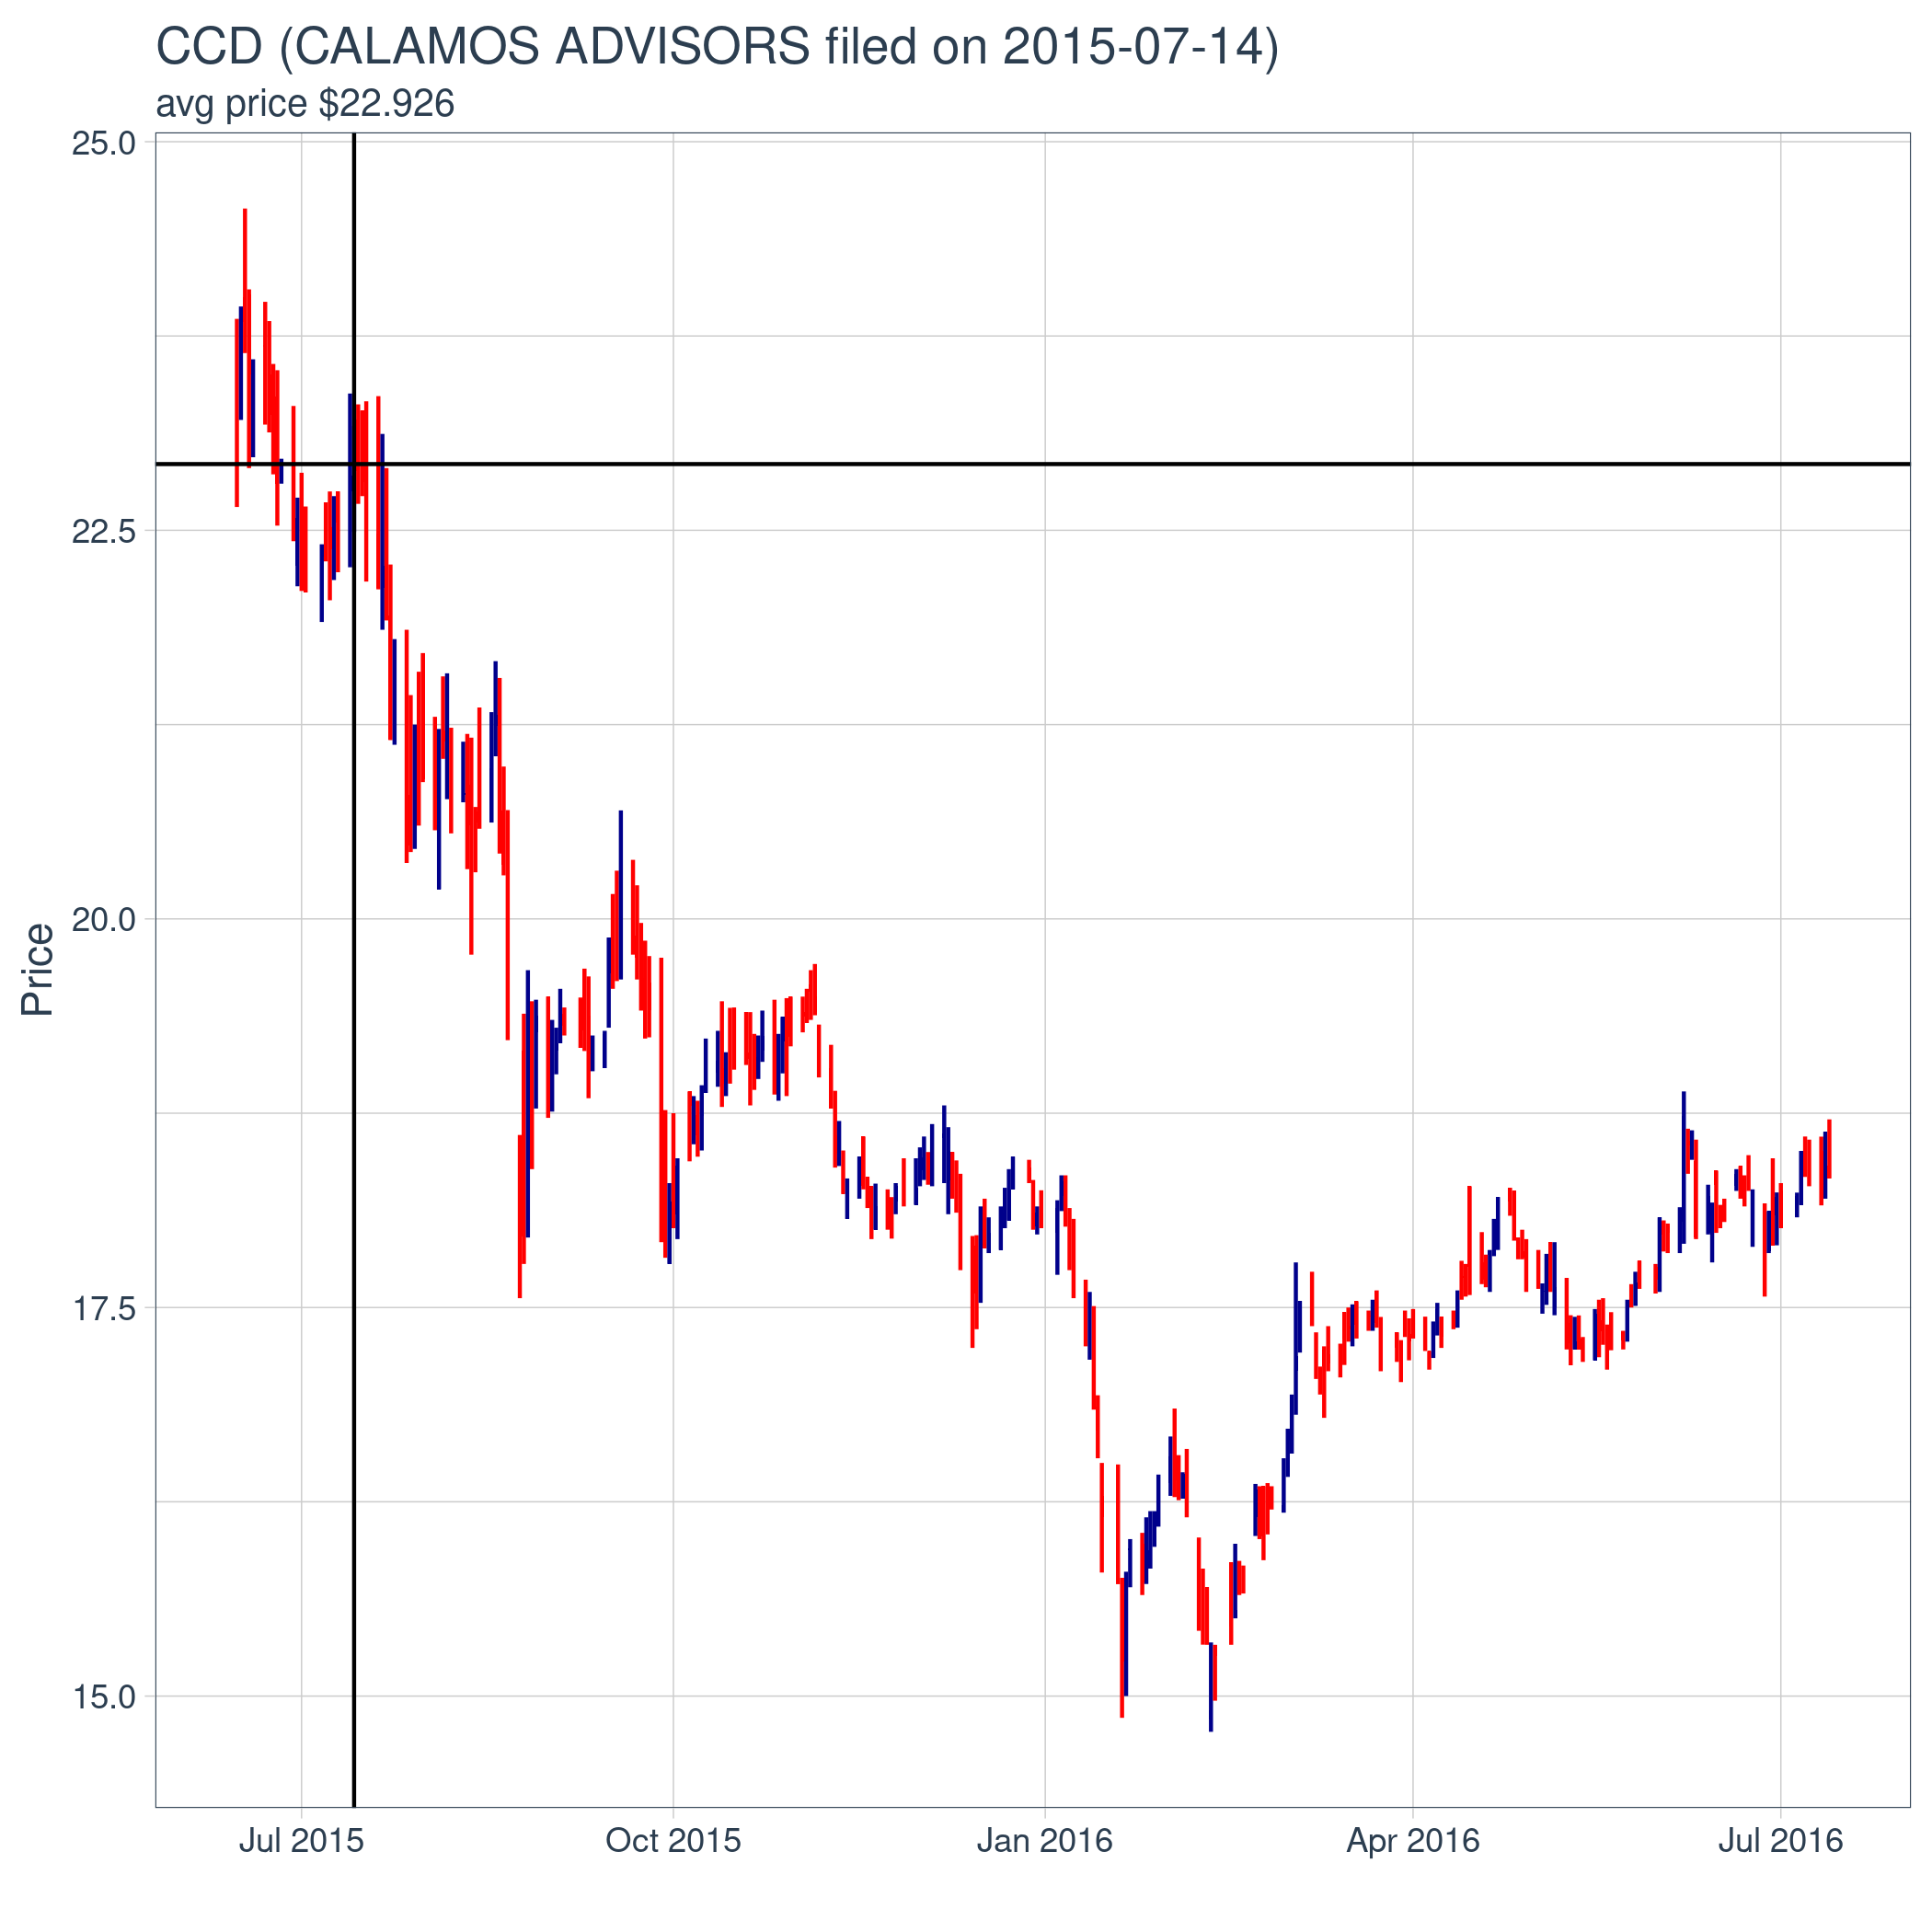 CCD (CALAMOS ADVISORS filed on 2015-07-14)
avg price $22.926
25.0
22.5
20.0
17.5
15.0
Price
Jul 2015
Oct 2015
Jan 2016
Apr 2016
Jul 2016